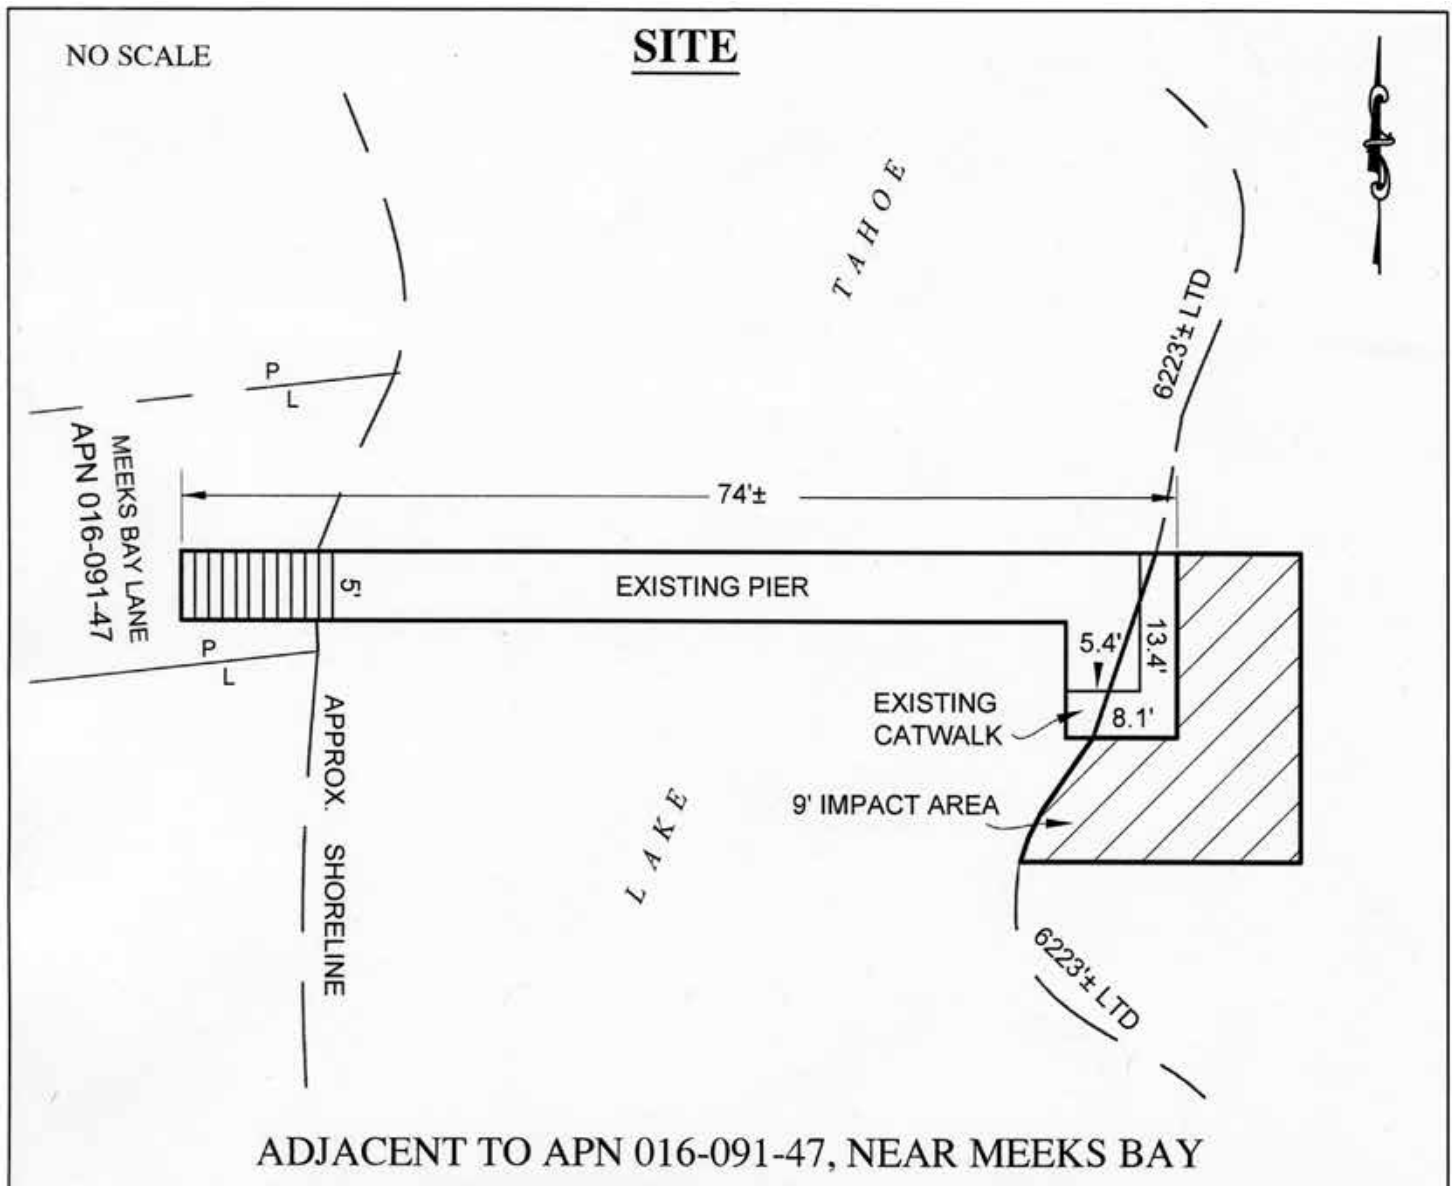 NO SCALE
SITE
TAHOE
6223'± LTD
P
L
MEEKS BAY LANE
APN 016-091-47
74'±
5'
EXISTING PIER
P
L
5.4'
13.4'
8.1'
EXISTING
CATWALK
9' IMPACT AREA
APPROX SHORELINE
LAKE
6223'± LTD
ADJACENT TO APN 016-091-47, NEAR MEEKS BAY